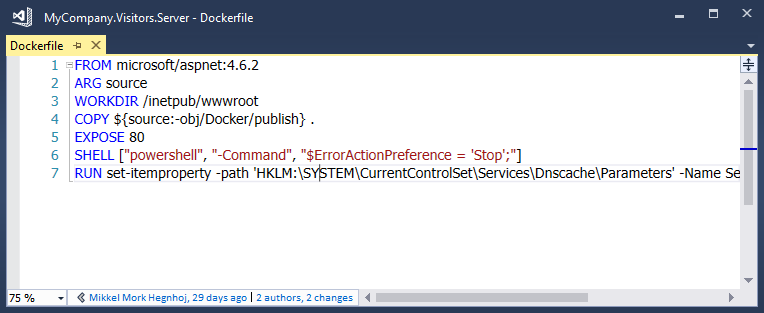 MyCompany.Visitors.Server - Dockerfile
Dockerfile
1 FROM microsoft/aspnet:4.6.2
2 ARG source
3 WORKDIR /inetpub/wwwroot
4 COPY ${source:-obj/Docker/publish} .
5 EXPOSE 80
6 SHELL ["powershell", "-Command", "$ErrorActionPreference = 'Stop';"]
7 RUN set-itemproperty -path 'HKLM:\SYSTEM\CurrentControlSet\Services\Dnscache\Parameters' -Name Se
75 % Mikkel Mork Hegnhoj, 29 days ago | 2 authors, 2 changes